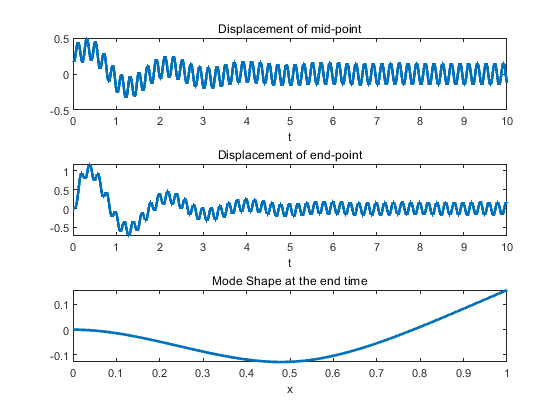 Displacement of mid-point
0.5
0
-0.5
0 1 2 3 4 5 6 7 8 9 10
t
Displacement of end-point
1
0.5
0
-0.5
0 1 2 3 4 5 6 7 8 9 10
t
Mode Shape at the end time
0.1
0
-0.1
0 0.1 0.2 0.3 0.4 0.5 0.6 0.7 0.8 0.9 1
x